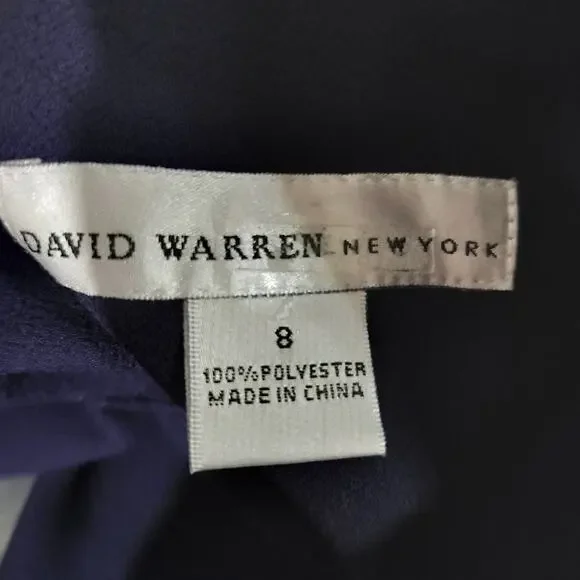 DAVID WARREN NEW YORK
8
100% POLYESTER
MADE IN CHINA